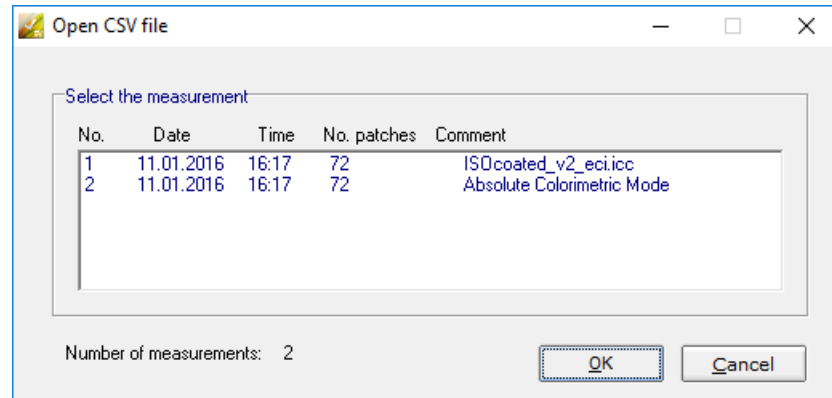 Open CSV file
Select the measurement
No. Date Time No. patches Comment
1 11.01.2016 16:17 72 ISOcoated_v2_eci.icc
2 11.01.2016 16:17 72 Absolute Colorimetric Mode
Number of measurements: 2
OK Cancel